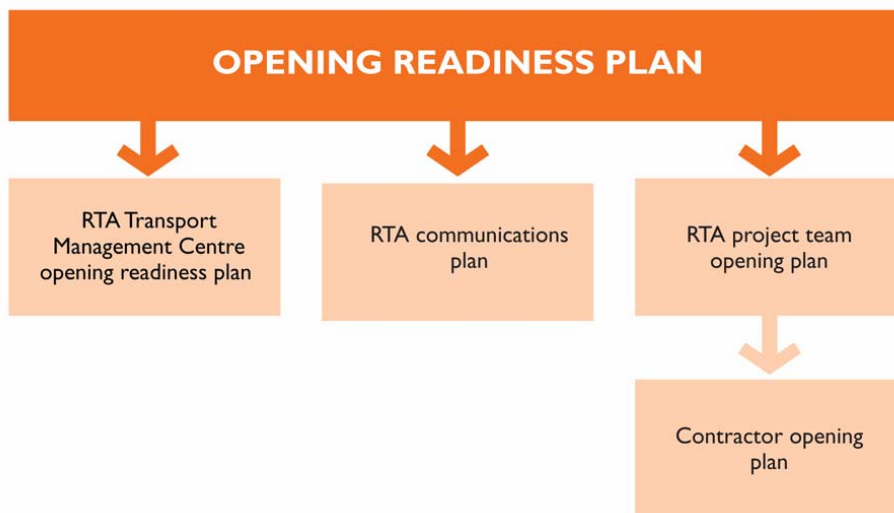 OPENING READINESS PLAN
RTA Transport
Management Centre
opening readiness plan
RTA communications
plan
RTA project team
opening plan
Contractor opening
plan